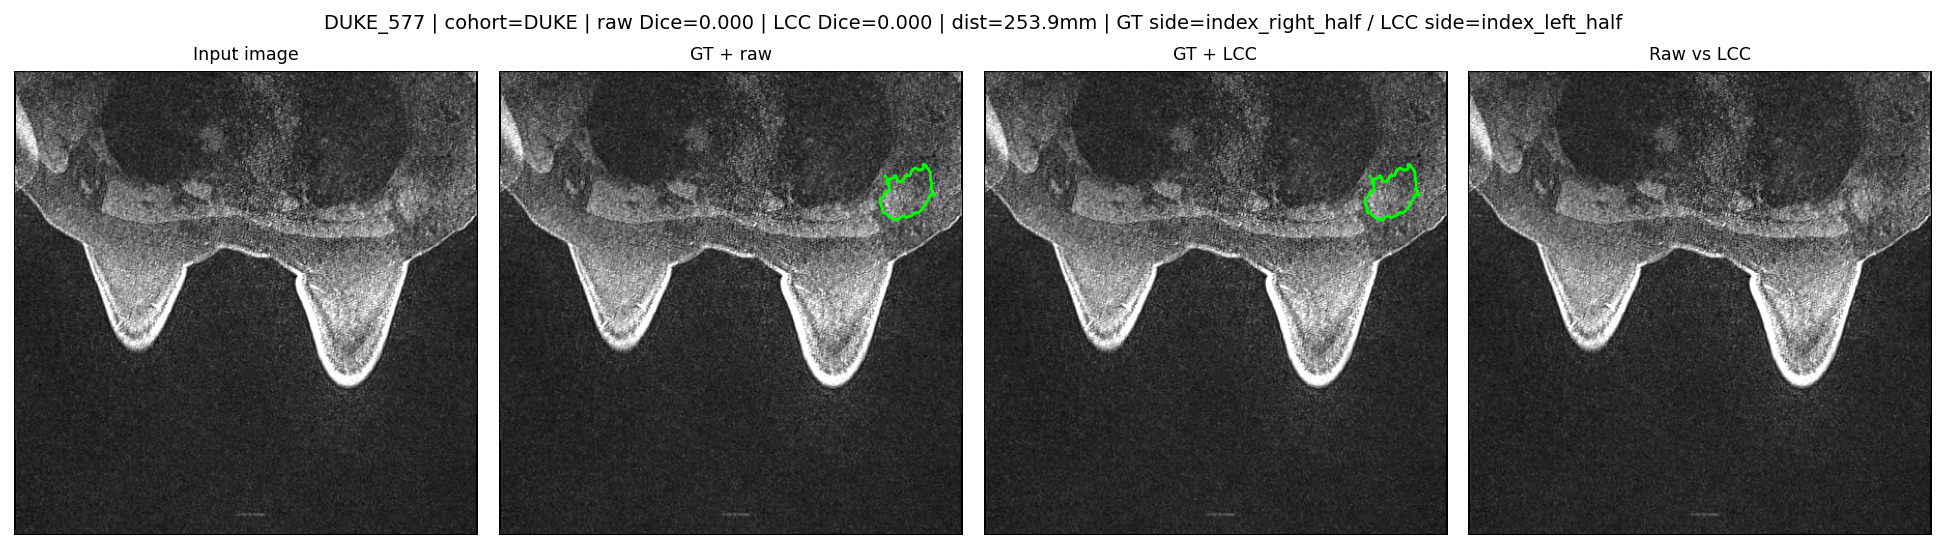 DUKE_577 | cohort=DUKE | raw Dice=0.000 | LCC Dice=0.000 | dist=253.9mm | GT side=index_right_half / LCC side=index_left_half
Input image
GT + raw
GT + LCC
Raw vs LCC